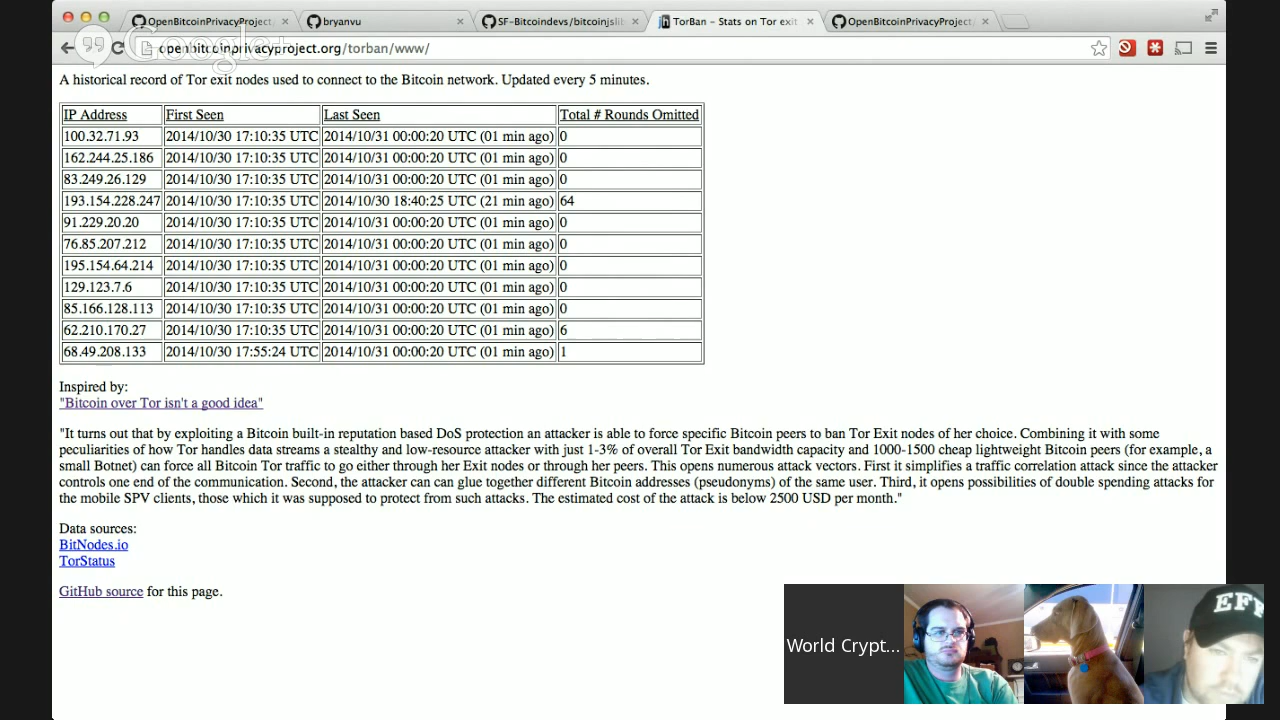 OpenBitcoinPrivacyProject
bryanvu
SF-Bitcoindevs/bitcoinjslib
TorBan – Stats on Tor exit
OpenBitcoinPrivacyProject
Google+
openbitcoinprivacyproject.org/torban/www/
A historical record of Tor exit nodes used to connect to the Bitcoin network. Updated every 5 minutes.
IP Address First Seen Last Seen Total # Rounds Omitted
100.32.71.93 2014/10/30 17:10:35 UTC 2014/10/31 00:00:20 UTC (01 min ago) 0
162.244.25.186 2014/10/30 17:10:35 UTC 2014/10/31 00:00:20 UTC (01 min ago) 0
83.249.26.129 2014/10/30 17:10:35 UTC 2014/10/31 00:00:20 UTC (01 min ago) 0
193.154.228.247 2014/10/30 17:10:35 UTC 2014/10/30 18:40:25 UTC (21 min ago) 64
91.229.20.20 2014/10/30 17:10:35 UTC 2014/10/31 00:00:20 UTC (01 min ago) 0
76.85.207.212 2014/10/30 17:10:35 UTC 2014/10/31 00:00:20 UTC (01 min ago) 0
195.154.64.214 2014/10/30 17:10:35 UTC 2014/10/31 00:00:20 UTC (01 min ago) 0
129.123.7.6 2014/10/30 17:10:35 UTC 2014/10/31 00:00:20 UTC (01 min ago) 0
85.166.128.113 2014/10/30 17:10:35 UTC 2014/10/31 00:00:20 UTC (01 min ago) 0
62.210.170.27 2014/10/30 17:10:35 UTC 2014/10/31 00:00:20 UTC (01 min ago) 6
68.49.208.133 2014/10/30 17:55:24 UTC 2014/10/31 00:00:20 UTC (01 min ago) 1
Inspired by:
"Bitcoin over Tor isn't a good idea"
"It turns out that by exploiting a Bitcoin built-in reputation based DoS protection an attacker is able to force specific Bitcoin peers to ban Tor Exit nodes of her choice. Combining it with some
peculiarities of how Tor handles data streams a stealthy and low-resource attacker with just 1-3% of overall Tor Exit bandwidth capacity and 1000-1500 cheap lightweight Bitcoin peers (for example, a
small Botnet) can force all Bitcoin Tor traffic to go either through her Exit nodes or through her peers. This opens numerous attack vectors. First it simplifies a traffic correlation attack since the attacker
controls one end of the communication. Second, the attacker can can glue together different Bitcoin addresses (pseudonyms) of the same user. Third, it opens possibilities of double spending attacks for
the mobile SPV clients, those which it was supposed to protect from such attacks. The estimated cost of the attack is below 2500 USD per month."
Data sources:
BitNodes.io
TorStatus
GitHub source for this page.
World Crypt...
EFF